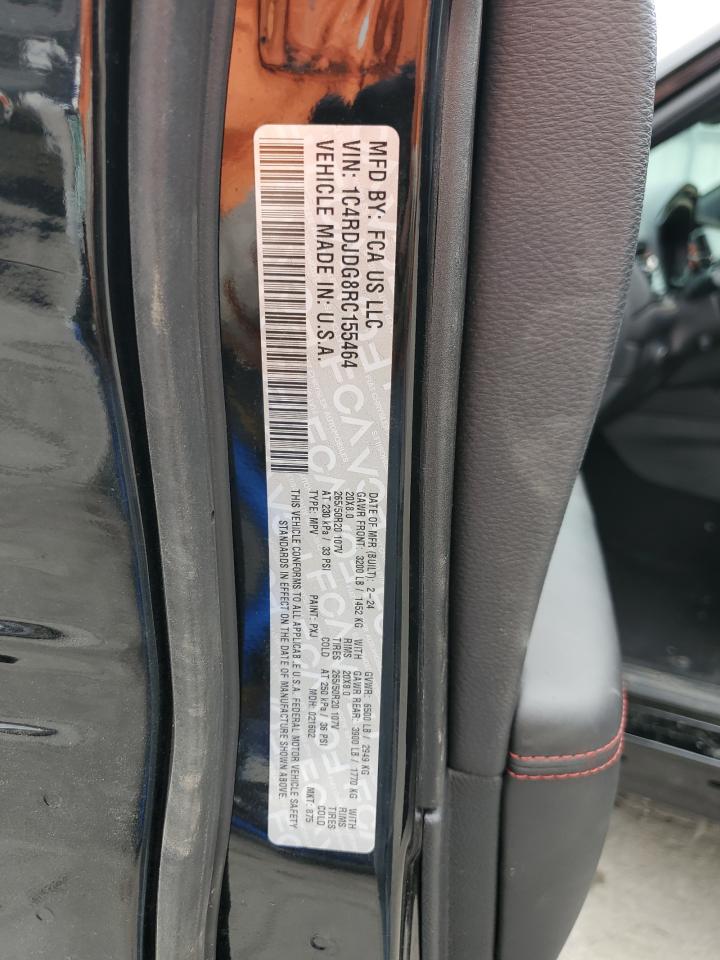 MFD BY: FCA US LLC
VIN: 1C4RDJDG8RC155464
VEHICLE MADE IN: U.S.A.
DATE OF MFR (BUILT): 2-24 GVWR: 6500 LB / 2949 KG
GAWR FRONT: 3200 LB / 1452 KG WITH GAWR REAR: 3900 LB / 1770 KG WITH
20X8.0 RIMS 20X8.0 RIMS
265/50R20 107V TIRES 265/50R20 107V TIRES
AT 230 kPa / 33 PSI COLD AT 250 kPa / 36 PSI COLD
TYPE: MPV PAINT: PXJ MDH: 021602 MKT: 875
THIS VEHICLE CONFORMS TO ALL APPLICABLE U.S.A. FEDERAL MOTOR VEHICLE SAFETY
STANDARDS IN EFFECT ON THE DATE OF MANUFACTURE SHOWN ABOVE.